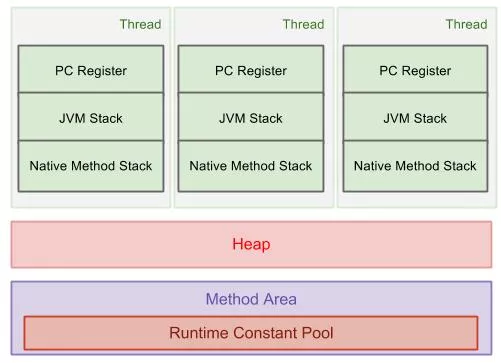 Thread
PC Register
JVM Stack
Native Method Stack
Thread
PC Register
JVM Stack
Native Method Stack
Thread
PC Register
JVM Stack
Native Method Stack
Heap
Method Area
Runtime Constant Pool